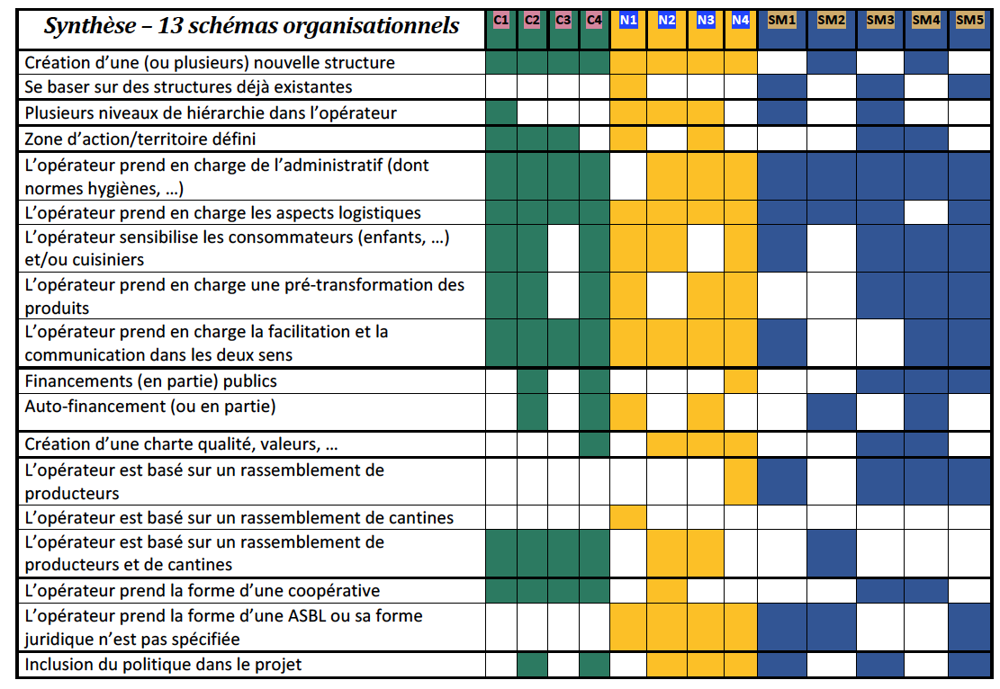 Synthèse – 13 schémas organisationnels C1 C2 C3 C4 N1 N2 N3 N4 SM1 SM2 SM3 SM4 SM5
Création d’une (ou plusieurs) nouvelle structure
Se baser sur des structures déjà existantes
Plusieurs niveaux de hiérarchie dans l’opérateur
Zone d’action/territoire défini
L’opérateur prend en charge de l’administratif (dont
normes hygiènes, …)
L’opérateur prend en charge les aspects logistiques
L’opérateur sensibilise les consommateurs (enfants, …)
et/ou cuisiniers
L’opérateur prend en charge une pré-transformation des
produits
L’opérateur prend en charge la facilitation et la
communication dans les deux sens
Financements (en partie) publics
Auto-financement (ou en partie)
Création d’une charte qualité, valeurs, …
L’opérateur est basé sur un rassemblement de
producteurs
L’opérateur est basé sur un rassemblement de cantines
L’opérateur est basé sur un rassemblement de
producteurs et de cantines
L’opérateur prend la forme d’une coopérative
L’opérateur prend la forme d’une ASBL ou sa forme
juridique n’est pas spécifiée
Inclusion du politique dans le projet